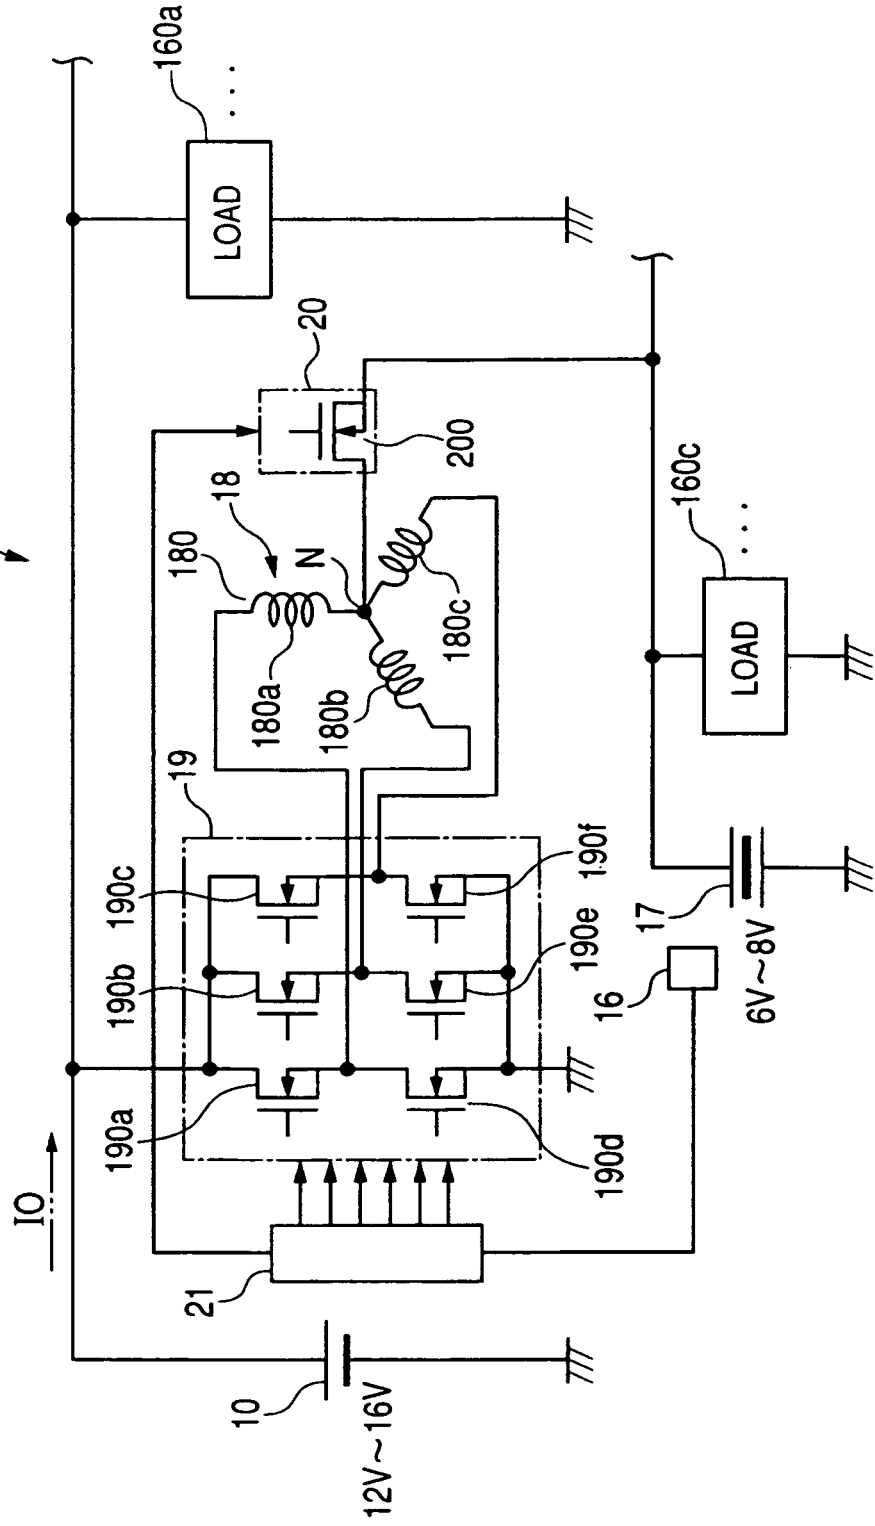 IO
10
12V～16V
21
190a
190b
190c
190d
190e
190f
19
180
18
180a
180b
180c
N
20
200
LOAD
160a
. . .
16
17
6V～8V
LOAD
160c
. . .